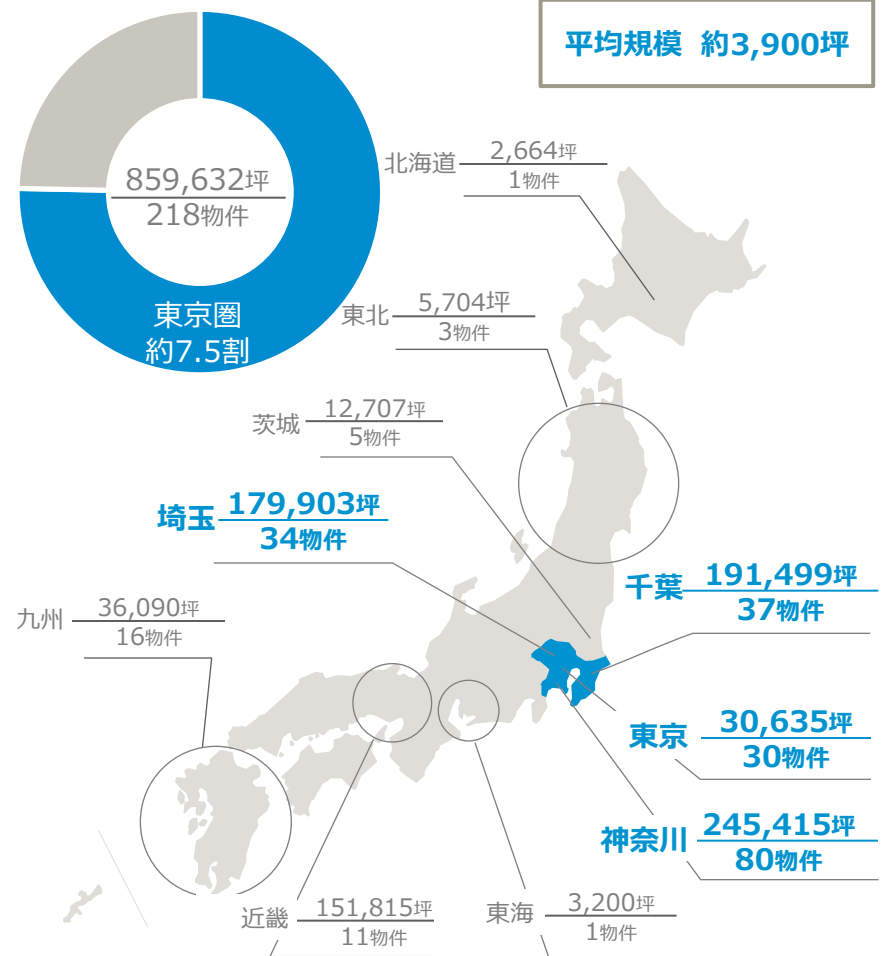 平均規模 約3,900坪
859,632坪
218物件
東京圏
約7.5割
北海道
2,664坪
1物件
東北
5,704坪
3物件
茨城
12,707坪
5物件
埼玉
179,903坪
34物件
千葉
191,499坪
37物件
九州
36,090坪
16物件
東京
30,635坪
30物件
神奈川
245,415坪
80物件
近畿
151,815坪
11物件
東海
3,200坪
1物件